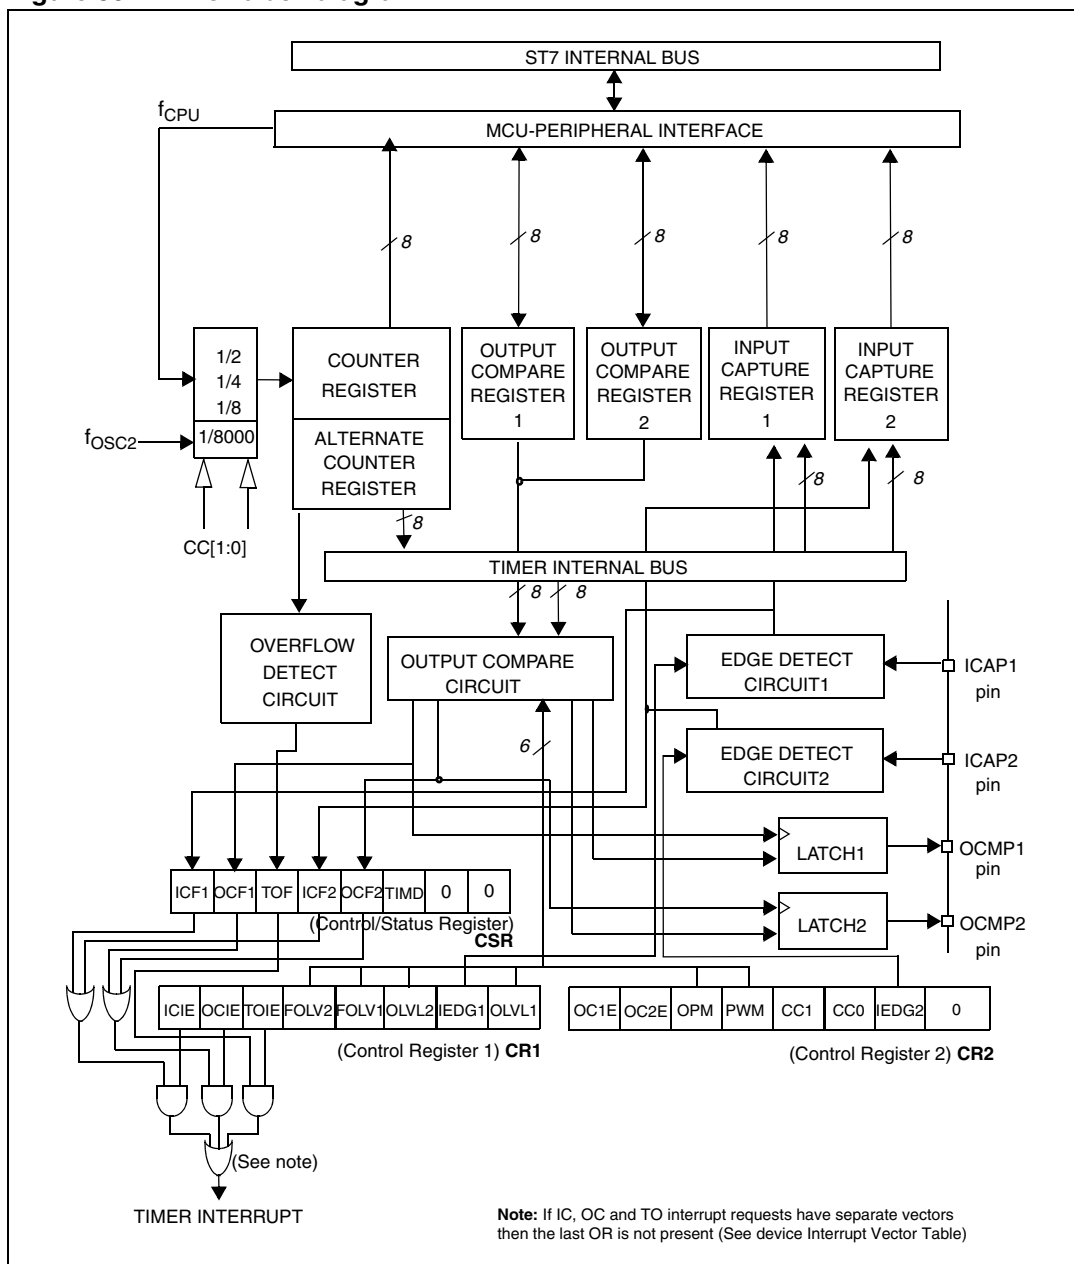 ST7 INTERNAL BUS
fCPU
MCU-PERIPHERAL INTERFACE
8
8
8
8
8
1/2
1/4
1/8
1/8000
fOSC2
CC[1:0]
COUNTER
REGISTER
ALTERNATE
COUNTER
REGISTER
OUTPUT
COMPARE
REGISTER
1
OUTPUT
COMPARE
REGISTER
2
INPUT
CAPTURE
REGISTER
1
INPUT
CAPTURE
REGISTER
2
8
8
8
TIMER INTERNAL BUS
8
8
OVERFLOW
DETECT
CIRCUIT
OUTPUT COMPARE
CIRCUIT
6
EDGE DETECT
CIRCUIT1
EDGE DETECT
CIRCUIT2
ICAP1
pin
ICAP2
pin
LATCH1
OCMP1
pin
LATCH2
OCMP2
pin
ICF1 OCF1 TOF ICF2 OCF2 TIMD 0 0
(Control/Status Register)
CSR
ICIE OCIE TOIE FOLV2 FOLV1 OLVL2 IEDG1 OLVL1
(Control Register 1) CR1
OC1E OC2E OPM PWM CC1 CC0 IEDG2 0
(Control Register 2) CR2
(See note)
TIMER INTERRUPT
Note: If IC, OC and TO interrupt requests have separate vectors
then the last OR is not present (See device Interrupt Vector Table)